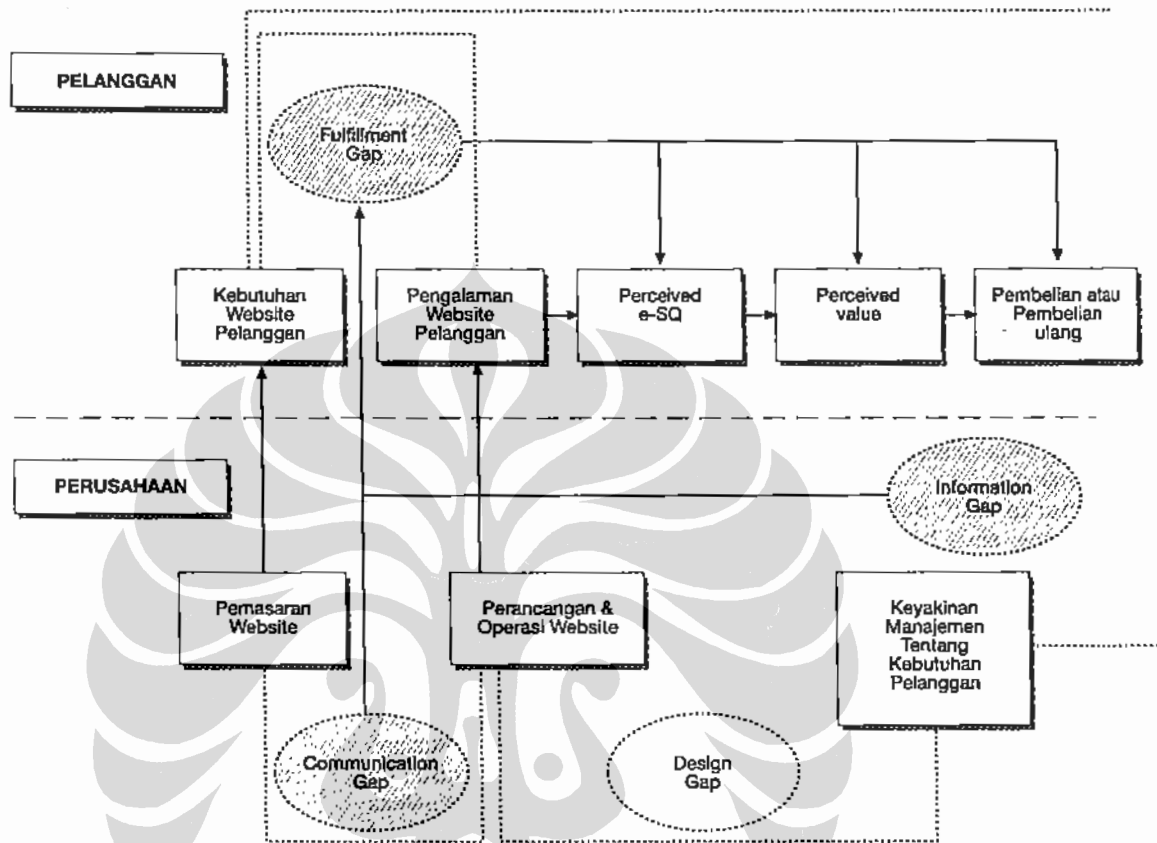 PELANGGAN
Fulfillment
Gap
Kebutuhan
Website
Pelanggan
Pengalaman
Website
Pelanggan
Perceived
e-SQ
Perceived
value
Pembelian atau
Pembelian
ulang
PERUSAHAAN
Information
Gap
Pemasaran
Website
Perancangan &
Operasi Website
Keyakinan
Manajemen
Tentang
Kebutuhan
Pelanggan
Communication
Gap
Design
Gap